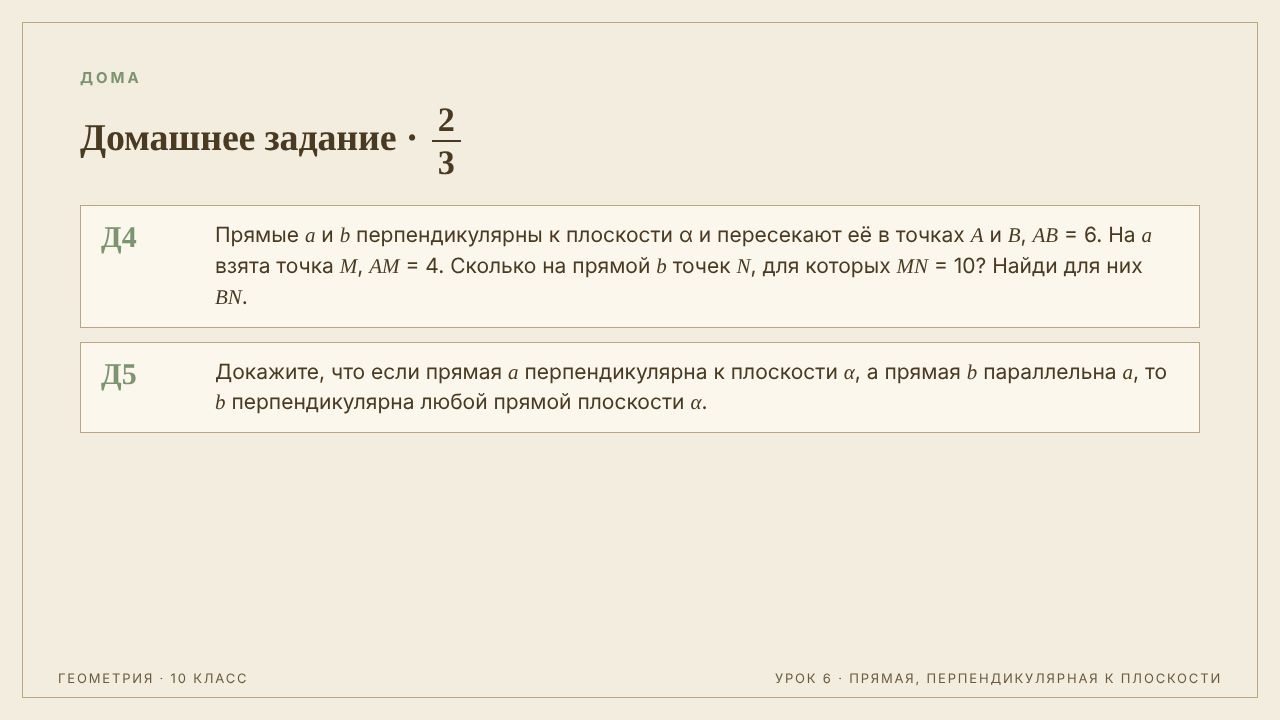 ДОМА
Домашнее задание · 2/3
Д4
Прямые a и b перпендикулярны к плоскости α и пересекают её в точках A и B, AB = 6. На a
взята точка M, AM = 4. Сколько на прямой b точек N, для которых MN = 10? Найди для них
BN.
Д5
Докажите, что если прямая a перпендикулярна к плоскости α, а прямая b параллельна a, то
b перпендикулярна любой прямой плоскости α.
ГЕОМЕТРИЯ · 10 КЛАСС
УРОК 6 · ПРЯМАЯ, ПЕРПЕНДИКУЛЯРНАЯ К ПЛОСКОСТИ